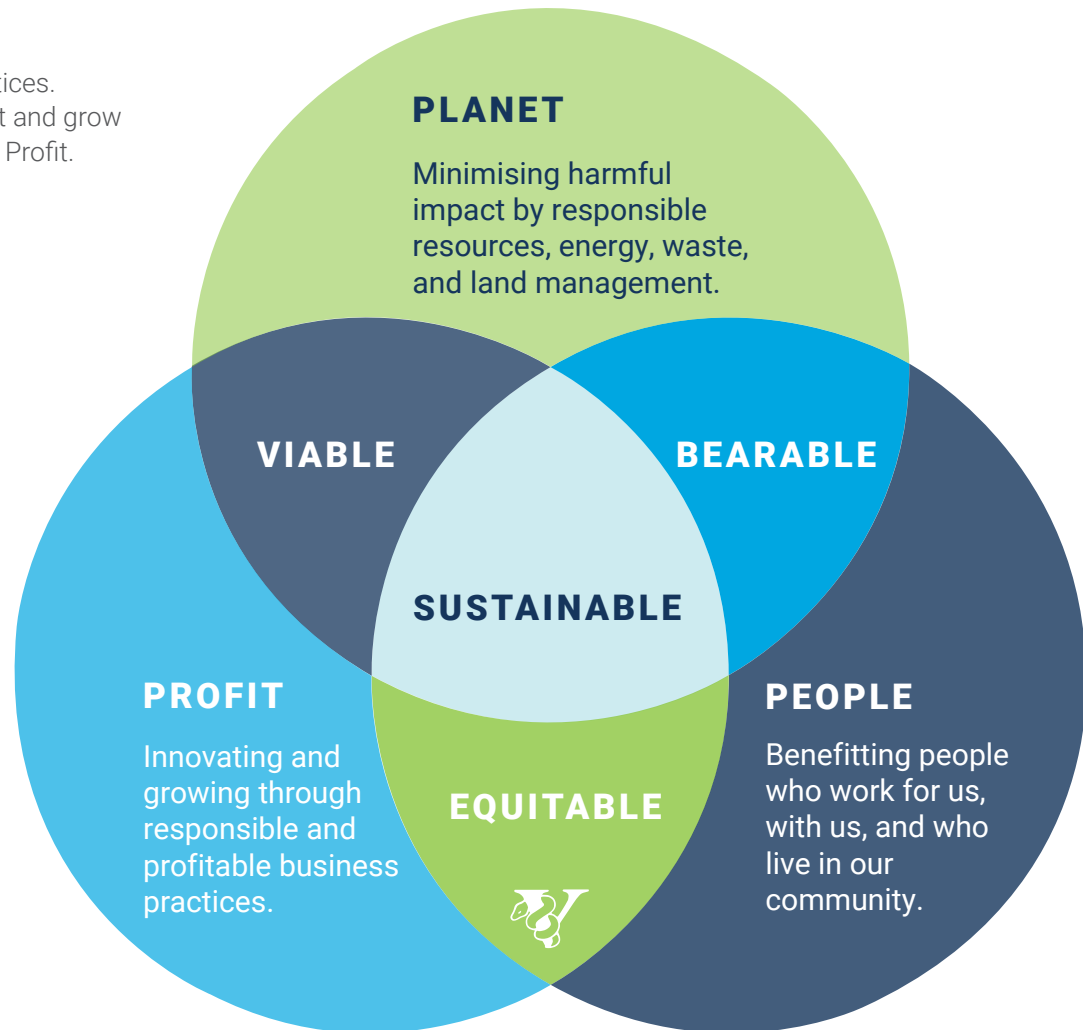 tices.
t and grow
Profit.
PLANET
Minimising harmful
impact by responsible
resources, energy, waste,
and land management.
VIABLE
BEARABLE
SUSTAINABLE
PROFIT
Innovating and
growing through
responsible and
profitable business
practices.
EQUITABLE
PEOPLE
Benefitting people
who work for us,
with us, and who
live in our
community.
V